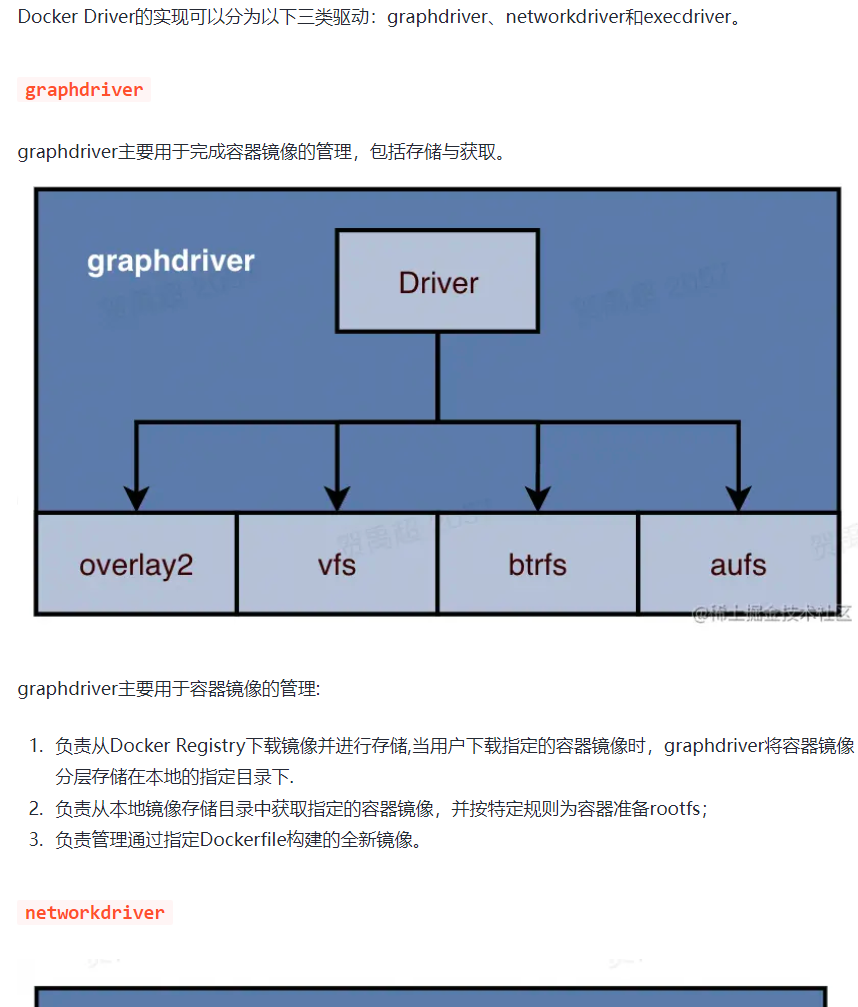 Docker Driver的实现可以分为以下三类驱动：graphdriver、networkdriver和execdriver。
graphdriver
graphdriver主要用于完成容器镜像的管理，包括存储与获取。
graphdriver
Driver
overlay2
vfs
btrfs
aufs
@稀土掘金技术社区
graphdriver主要用于容器镜像的管理:
1. 负责从Docker Registry下载镜像并进行存储,当用户下载指定的容器镜像时，graphdriver将容器镜像
分层存储在本地的指定目录下.
2. 负责从本地镜像存储目录中获取指定的容器镜像，并按特定规则为容器准备rootfs；
3. 负责管理通过指定Dockerfile构建的全新镜像。
networkdriver